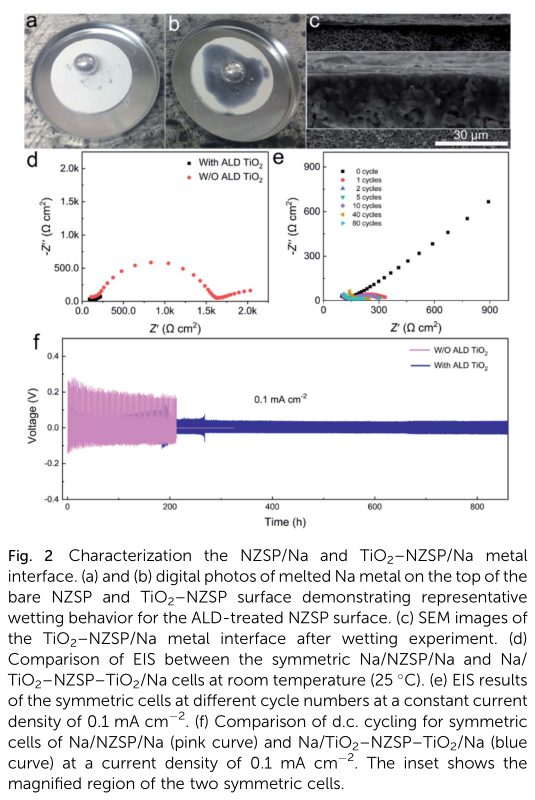 a
b
c
30 μm
d
With ALD TiO₂
W/O ALD TiO₂
2.0k
1.5k
1.0k
500.0
0.0
-Z'' (Ω cm²)
0.0
500.0
1.0k
1.5k
2.0k
Z' (Ω cm²)
e
0 cycle
1 cycles
2 cycles
5 cycles
10 cycles
40 cycles
80 cycles
900
600
300
0
-Z'' (Ω cm²)
0
300
600
900
Z' (Ω cm²)
f
W/O ALD TiO₂
With ALD TiO₂
0.1 mA cm⁻²
0.4
0.2
0.0
-0.2
-0.4
Voltage (V)
0
200
400
600
800
Time (h)
Fig. 2 Characterization the NZSP/Na and TiO₂–NZSP/Na metal
interface. (a) and (b) digital photos of melted Na metal on the top of the
bare NZSP and TiO₂–NZSP surface demonstrating representative
wetting behavior for the ALD-treated NZSP surface. (c) SEM images of
the TiO₂–NZSP/Na metal interface after wetting experiment. (d)
Comparison of EIS between the symmetric Na/NZSP/Na and Na/
TiO₂–NZSP–TiO₂/Na cells at room temperature (25 °C). (e) EIS results
of the symmetric cells at different cycle numbers at a constant current
density of 0.1 mA cm⁻². (f) Comparison of d.c. cycling for symmetric
cells of Na/NZSP/Na (pink curve) and Na/TiO₂–NZSP–TiO₂/Na (blue
curve) at a current density of 0.1 mA cm⁻². The inset shows the
magnified region of the two symmetric cells.